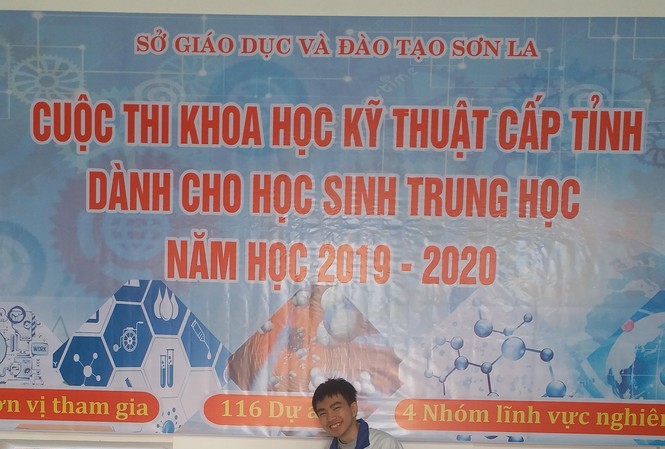 SỞ GIÁO DỤC VÀ ĐÀO TẠO SƠN LA
CUỘC THI KHOA HỌC KỸ THUẬT CẤP TỈNH
DÀNH CHO HỌC SINH TRUNG HỌC
NĂM HỌC 2019 - 2020
WORK
vị tham gia
116 Dự
4 Nhóm lĩnh vực